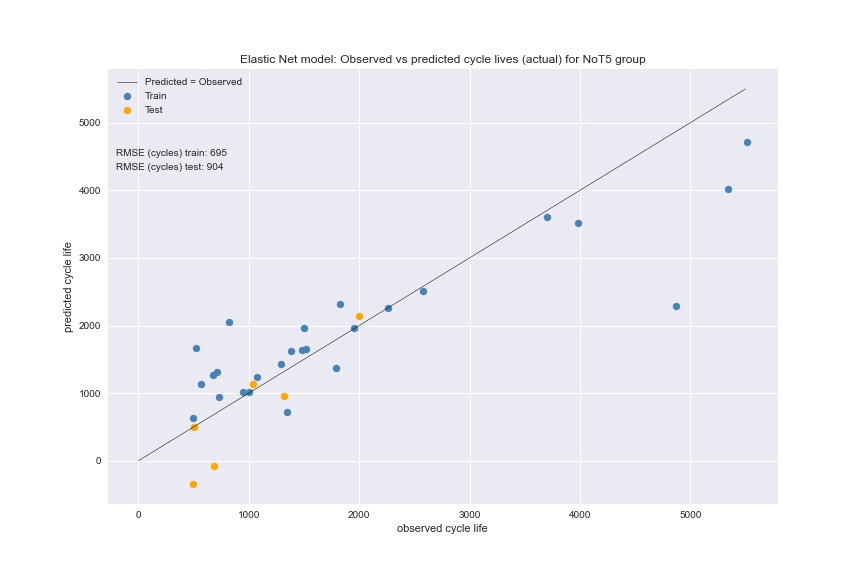 Elastic Net model: Observed vs predicted cycle lives (actual) for NoT5 group
Predicted = Observed
Train
Test
RMSE (cycles) train: 695
RMSE (cycles) test: 904
5000
4000
3000
2000
1000
0
predicted cycle life
0 1000 2000 3000 4000 5000
observed cycle life